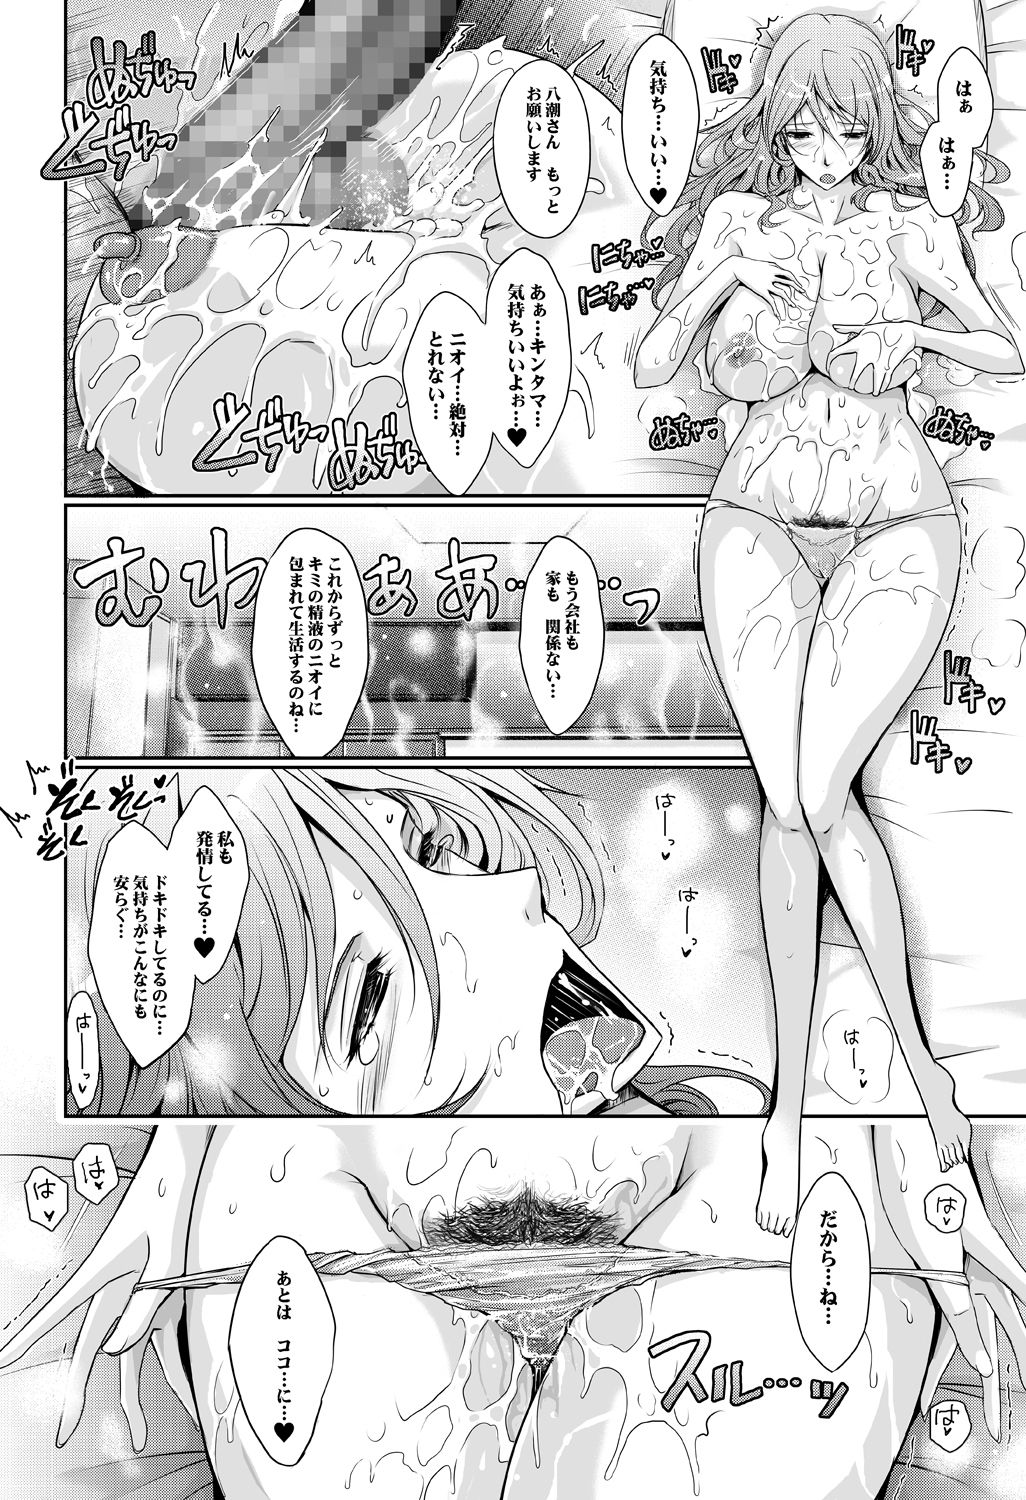 はぁ
はぁ…
気持ち…いい…♥
八潮さん もっと
お願いします
あぁ…キンタマ…
気持ちいいよぉ…♥
ニオイ…絶対…
とれない…
ドキ♥
ドキ♥
ドキ♥
にちゃ…♥
にちゃ…♥
ぬちゃ…
ぬちゃ…
ぬぢゅっ
どぢゅっ
どぢゅっ
ぬぢゅっ
ドキ♥
ドキ♥
もう会社も
家も 関係ない…
これからずっと
キミの精液のニオイに
包まれて生活するのね…
むわぁあ……ッ
はーっ♥
はーっ♥
はーっ♥
私も
発情してる…♥
ドキドキしてるのに…
気持ちがこんなにも
安らぐ…
ぞくぞくっ♥
ぞく
はーっ♥
だから…ね…
あとは ココ…に…♥
は♥
は♥
は♥
は♥
スル…ッ